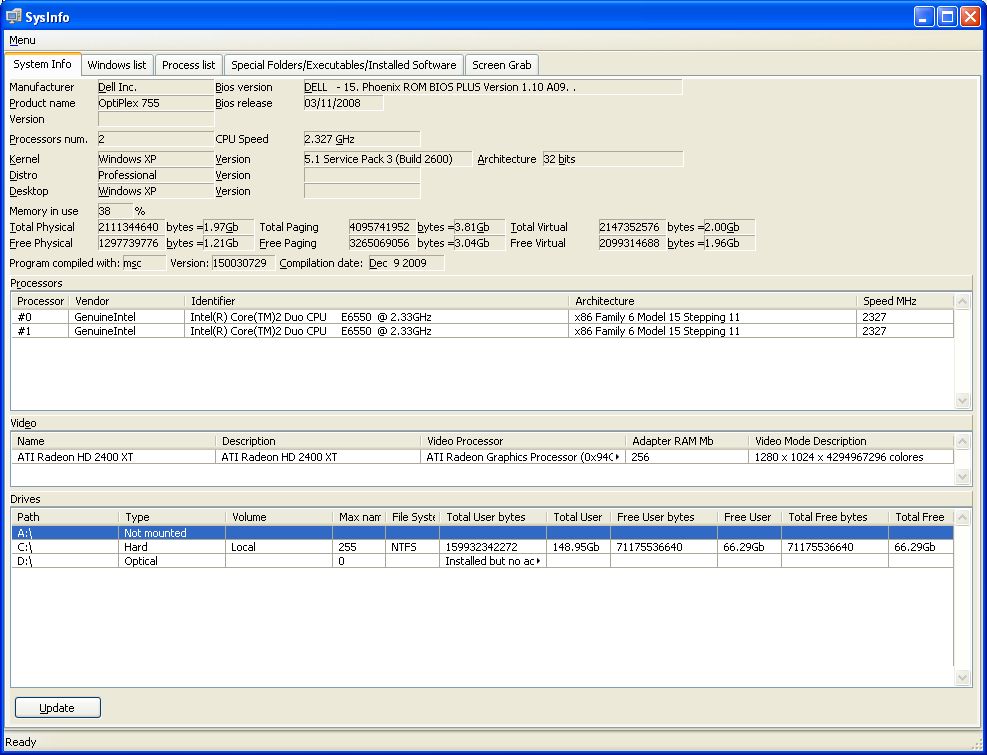 SysInfo
Menu
System Info Windows list Process list Special Folders/Executables/Installed Software Screen Grab
Manufacturer Dell Inc. Bios version DELL - 15. Phoenix ROM BIOS PLUS Version 1.10 A09. .
Product name OptiPlex 755 Bios release 03/11/2008
Version
Processors num. 2 CPU Speed 2.327 GHz
Kernel Windows XP Version 5.1 Service Pack 3 (Build 2600) Architecture 32 bits
Distro Professional Version
Desktop Windows XP Version
Memory in use 38 %
Total Physical 2111344640 bytes = 1.97Gb Total Paging 4095741952 bytes = 3.81Gb Total Virtual 2147352576 bytes = 2.00Gb
Free Physical 1297739776 bytes = 1.21Gb Free Paging 3265069056 bytes = 3.04Gb Free Virtual 2099314688 bytes = 1.96Gb
Program compiled with: msc Version: 150030729 Compilation date: Dec 9 2009
Processors
Processor Vendor Identifier Architecture Speed MHz
#0 GenuineIntel Intel(R) Core(TM)2 Duo CPU E6550 @ 2.33GHz x86 Family 6 Model 15 Stepping 11 2327
#1 GenuineIntel Intel(R) Core(TM)2 Duo CPU E6550 @ 2.33GHz x86 Family 6 Model 15 Stepping 11 2327
Video
Name Description Video Processor Adapter RAM Mb Video Mode Description
ATI Radeon HD 2400 XT ATI Radeon HD 2400 XT ATI Radeon Graphics Processor (0x94C 256 1280 x 1024 x 4294967296 colores
Drives
Path Type Volume Max nam File Syste Total User bytes Total User Free User bytes Free User Total Free bytes Total Free
A:\ Not mounted
C:\ Hard Local 255 NTFS 159932342272 148.95Gb 71175536640 66.29Gb 71175536640 66.29Gb
D:\ Optical 0 Installed but no ac
Update
Ready